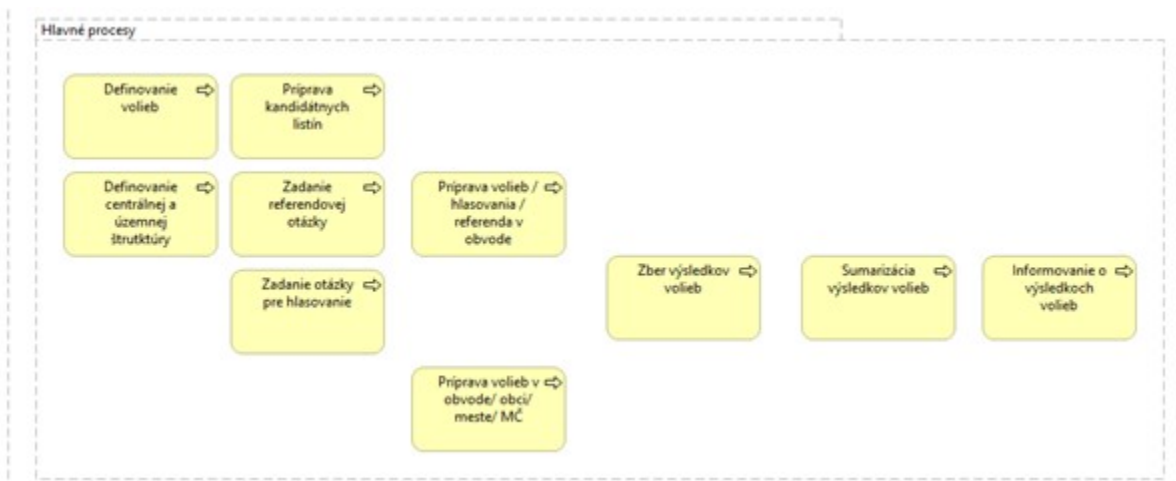 Hlavné procesy
Definovanie
volieb
Príprava
kandidátnych
listín
Definovanie
centrálnej a
územnej
štrutktúry
Zadanie
referendovej
otázky
Príprava volieb /
hlasovania /
referenda v
obvode
Zadanie otázky
pre hlasovanie
Zber výsledkov
volieb
Sumarizácia
výsledkov volieb
Informovanie o
výsledkoch
volieb
Príprava volieb v
obvode/ obci/
meste/ MČ